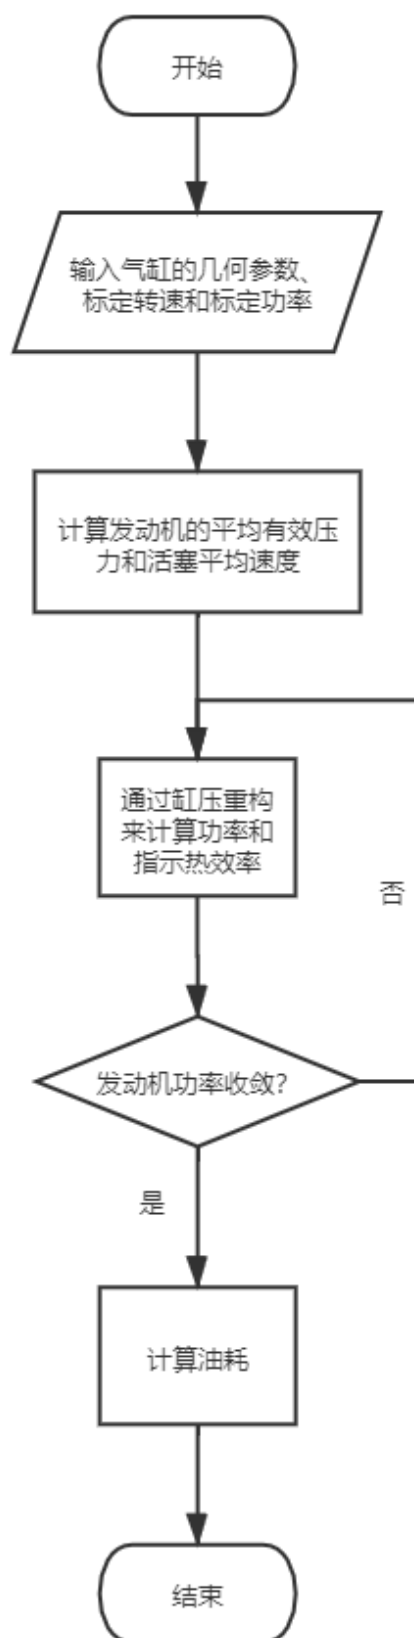 开始
输入气缸的几何参数、
标定转速和标定功率
计算发动机的平均有效压
力和活塞平均速度
通过缸压重构
来计算功率和
指示热效率
否
发动机功率收敛?
是
计算油耗
结束